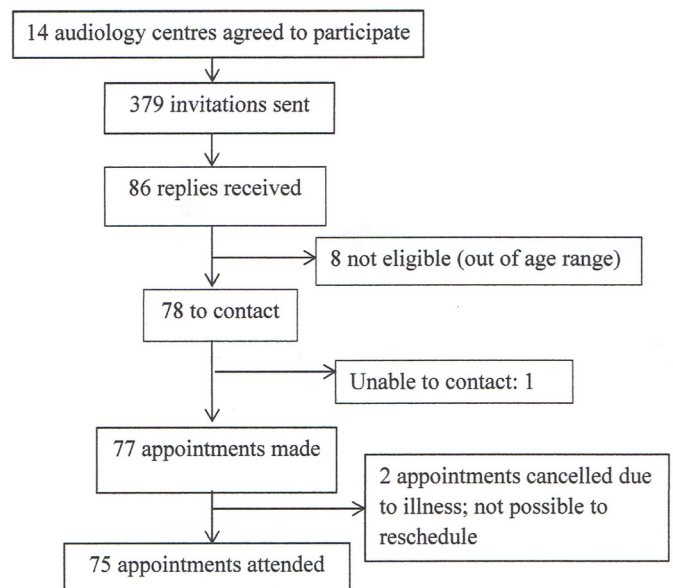 14 audiology centres agreed to participate
379 invitations sent
86 replies received
8 not eligible (out of age range)
78 to contact
Unable to contact: 1
77 appointments made
2 appointments cancelled due
to illness; not possible to
reschedule
75 appointments attended